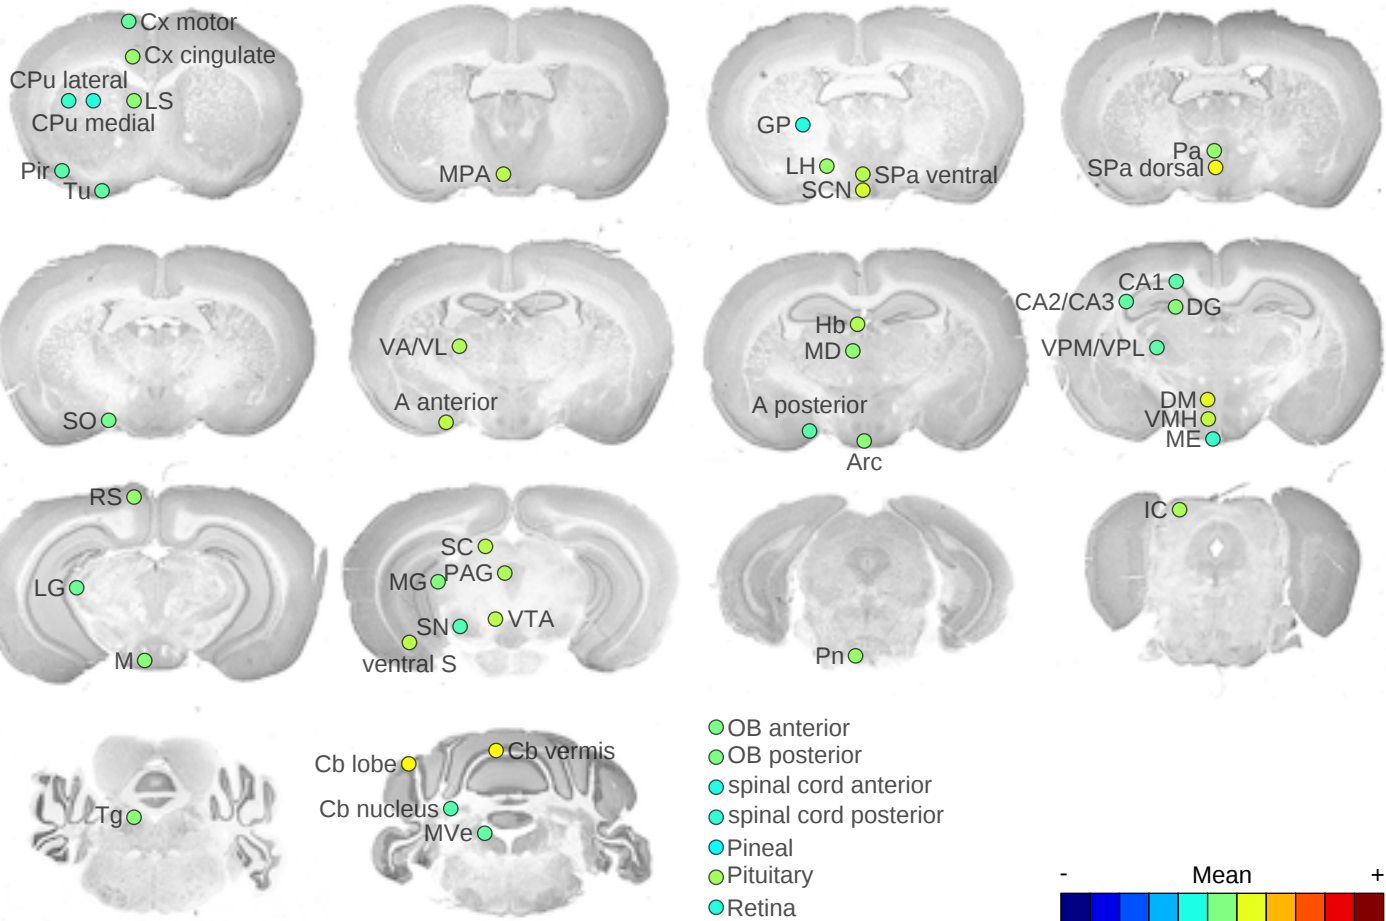 Cx motor
Cx cingulate
CPu lateral
LS
CPu medial
Pir
Tu
MPA
GP
LH
SPa ventral
SCN
Pa
SPa dorsal
SO
VA/VL
A anterior
Hb
MD
A posterior
Arc
CA1
CA2/CA3
DG
VPM/VPL
DM
VMH
ME
RS
LG
M
SC
PAG
MG
SN
VTA
ventral S
Pn
IC
Tg
Cb lobe
Cb vermis
Cb nucleus
MVe
OB anterior
OB posterior
spinal cord anterior
spinal cord posterior
Pineal
Pituitary
Retina
- Mean +